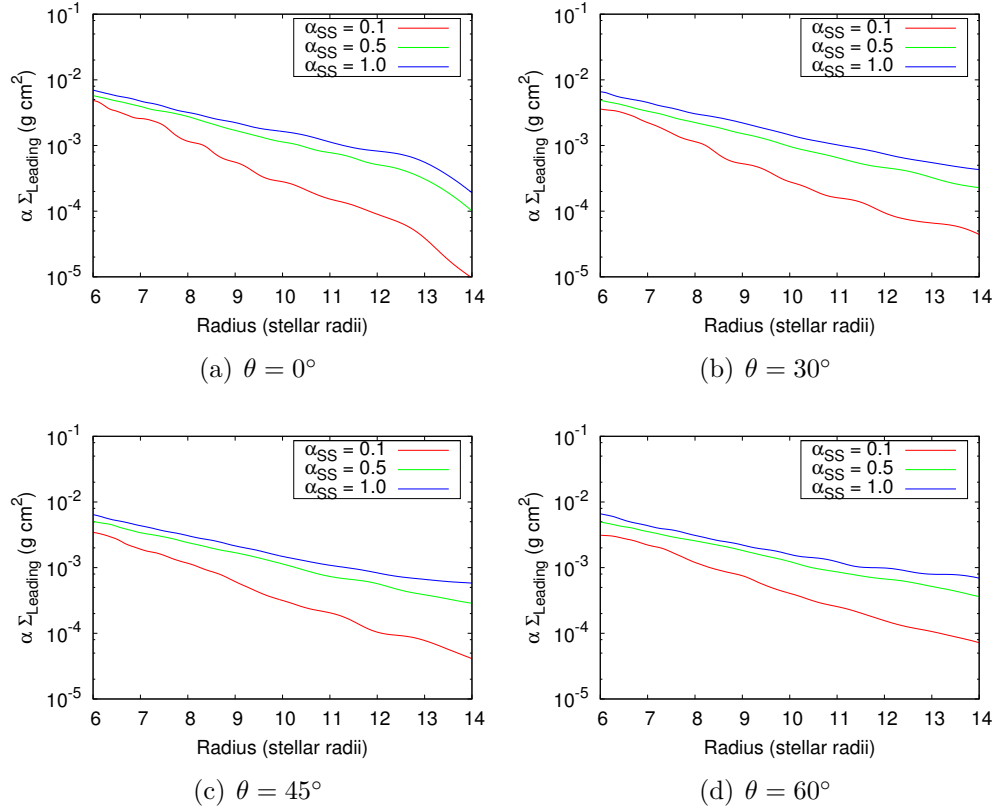 α_SS = 0.1
α_SS = 0.5
α_SS = 1.0
10^-1
10^-2
10^-3
10^-4
10^-5
α Σ_Leading (g cm^2)
6 7 8 9 10 11 12 13 14
Radius (stellar radii)
(a) θ = 0°
α_SS = 0.1
α_SS = 0.5
α_SS = 1.0
10^-1
10^-2
10^-3
10^-4
10^-5
α Σ_Leading (g cm^2)
6 7 8 9 10 11 12 13 14
Radius (stellar radii)
(b) θ = 30°
α_SS = 0.1
α_SS = 0.5
α_SS = 1.0
10^-1
10^-2
10^-3
10^-4
10^-5
α Σ_Leading (g cm^2)
6 7 8 9 10 11 12 13 14
Radius (stellar radii)
(c) θ = 45°
α_SS = 0.1
α_SS = 0.5
α_SS = 1.0
10^-1
10^-2
10^-3
10^-4
10^-5
α Σ_Leading (g cm^2)
6 7 8 9 10 11 12 13 14
Radius (stellar radii)
(d) θ = 60°